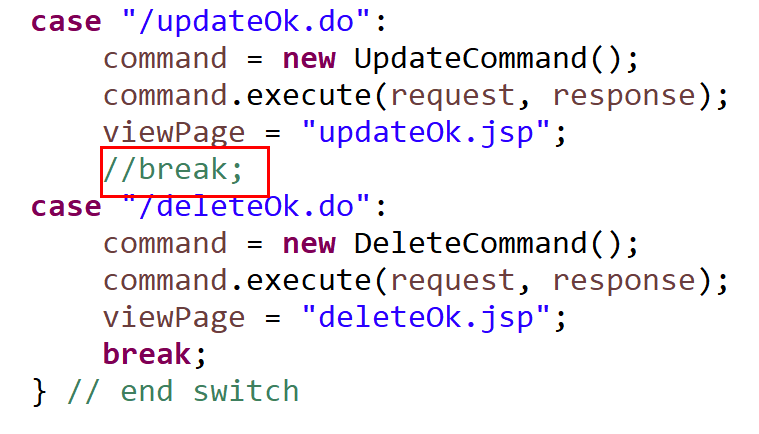 case "/updateOk.do":
    command = new UpdateCommand();
    command.execute(request, response);
    viewPage = "updateOk.jsp";
    //break;
case "/deleteOk.do":
    command = new DeleteCommand();
    command.execute(request, response);
    viewPage = "deleteOk.jsp";
    break;
} // end switch